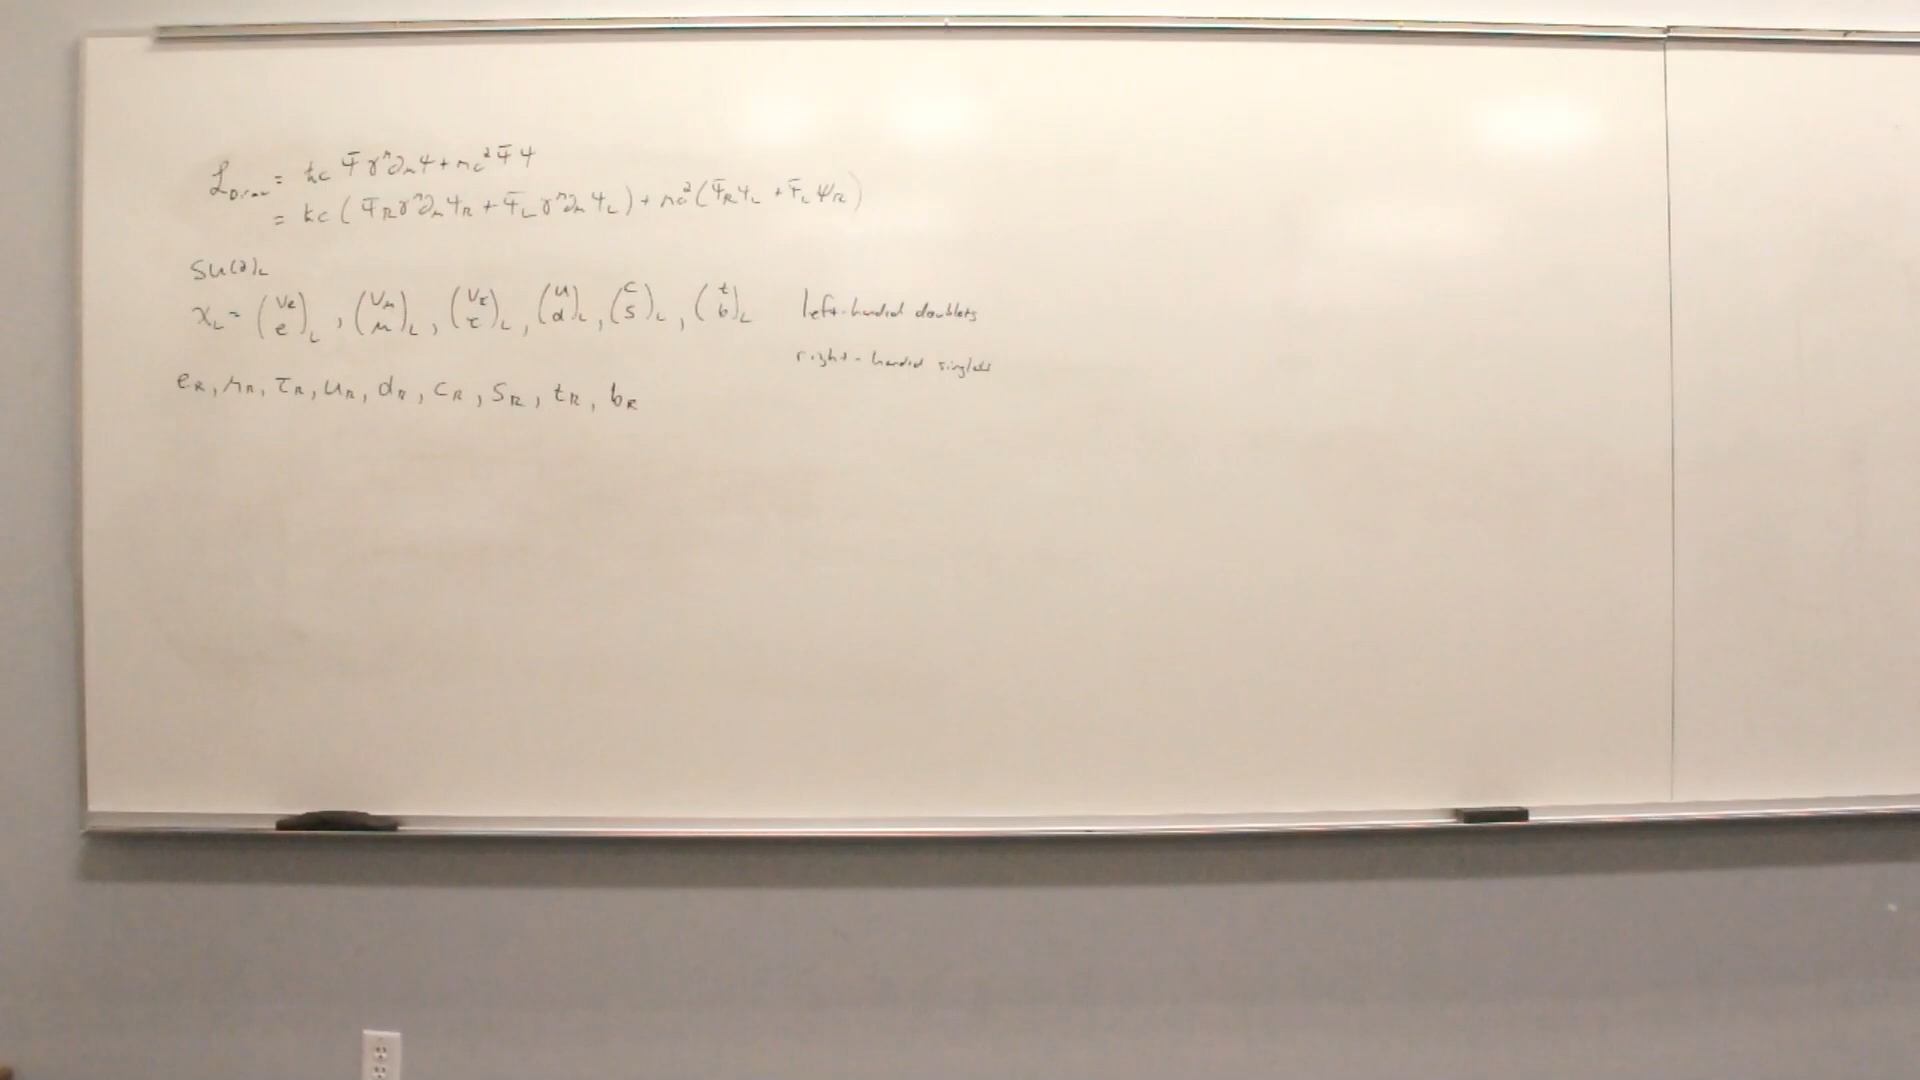 ℒ_Dirac = ħc Ψ̄ γ^μ ∂_μ Ψ + mc² Ψ̄ Ψ
= ħc ( Ψ̄_R γ^μ ∂_μ Ψ_R + Ψ̄_L γ^μ ∂_μ Ψ_L ) + mc² ( Ψ̄_R Ψ_L + Ψ̄_L Ψ_R )
SU(2)_L
χ_L = (ν_e e)_L , (ν_μ μ)_L , (ν_τ τ)_L , (u d)_L , (c s)_L , (t b)_L left-handed doublets
right-handed singlets
e_R, μ_R, τ_R, u_R, d_R, c_R, s_R, t_R, b_R